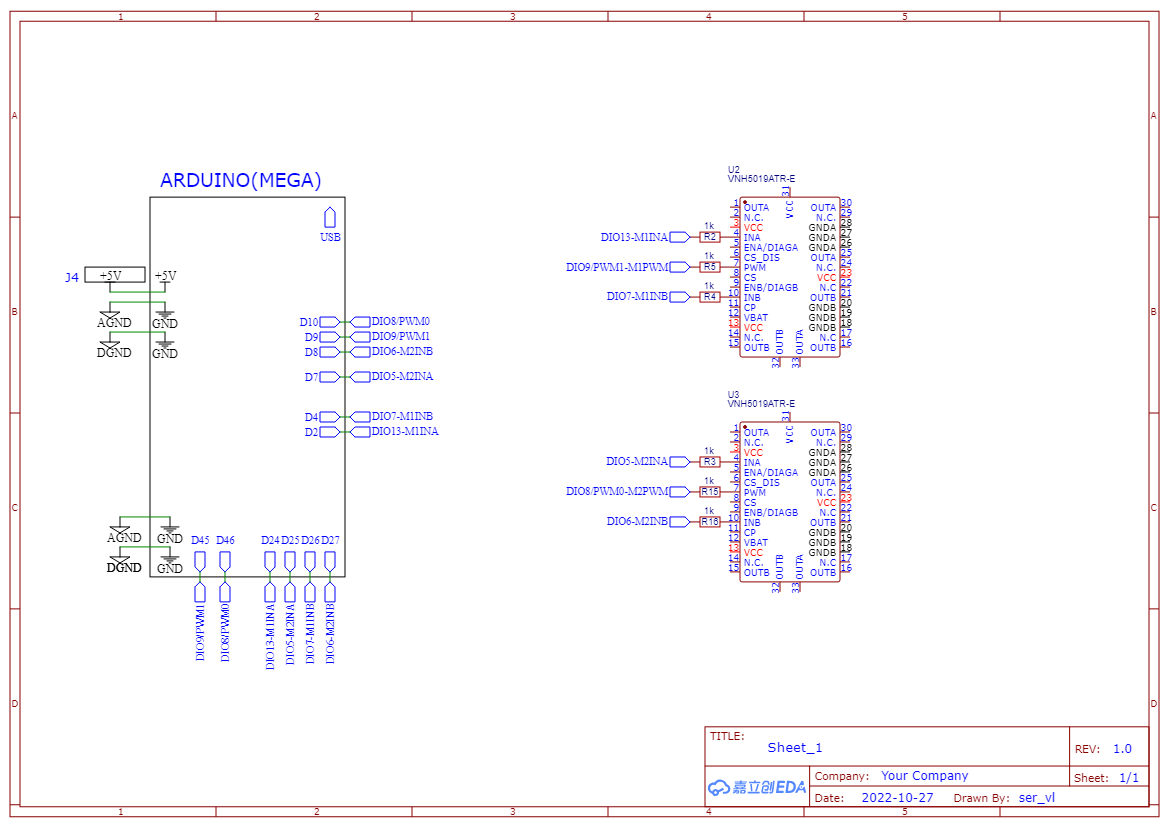 1 2 3 4 5
A A
B B
C C
D D
ARDUINO(MEGA)
USB
J4 +5V +5V
AGND GND
DGND GND
D10 DIO8/PWM0
D9 DIO9/PWM1
D8 DIO6-M2INB
D7 DIO5-M2INA
D4 DIO7-M1INB
D2 DIO13-M1INA
AGND GND
DGND GND
D45 D46 D24 D25 D26 D27
DIO9/PWM1
DIO8/PWM0
DIO13-M1INA
DIO5-M2INA
DIO7-M1INB
DIO6-M2INB
U2
VNH5019ATR-E
31
VCC
DIO13-M1INA 1k R2
DIO9/PWM1-M1PWM 1k R5
DIO7-M1INB 1k R4
1 OUTA OUTA 30
2 N.C. N.C. 29
3 VCC GNDA 28
4 INA GNDA 27
5 ENA/DIAGA GNDA 26
6 CS_DIS OUTA 25
7 PWM N.C. 24
8 CS VCC 23
9 ENB/DIAGB N.C 22
10 INB OUTB 21
11 CP GNDB 20
12 VBAT GNDB 19
13 VCC GNDB 18
14 N.C. N.C. 17
15 OUTB OUTB 16
OUTB OUTA
32 33
U3
VNH5019ATR-E
31
VCC
DIO5-M2INA 1k R3
DIO8/PWM0-M2PWM 1k R15
DIO6-M2INB 1k R16
1 OUTA OUTA 30
2 N.C. N.C. 29
3 VCC GNDA 28
4 INA GNDA 27
5 ENA/DIAGA GNDA 26
6 CS_DIS OUTA 25
7 PWM N.C. 24
8 CS VCC 23
9 ENB/DIAGB N.C 22
10 INB OUTB 21
11 CP GNDB 20
12 VBAT GNDB 19
13 VCC GNDB 18
14 N.C. N.C. 17
15 OUTB OUTB 16
OUTB OUTA
32 33
TITLE:
Sheet_1
REV: 1.0
嘉立创EDA
Company: Your Company
Sheet: 1/1
Date: 2022-10-27 Drawn By: ser_vl
1 2 3 4 5